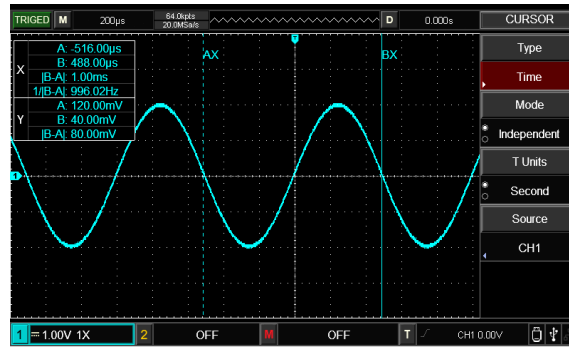 TRIGED M 200μs 64.0kpts D 0.000s CURSOR
20.0MSa/s
T
AX BX
A: -516.00μs
X B: 488.00μs
|B-A|: 1.00ms
1/|B-A|: 996.02Hz
A: 120.00mV
Y B: 40.00mV
|B-A|: 80.00mV
1
Type
Time
Mode
Independent
T Units
Second
Source
CH1
1 1.00V 1X 2 OFF M OFF T CH1 0.00V